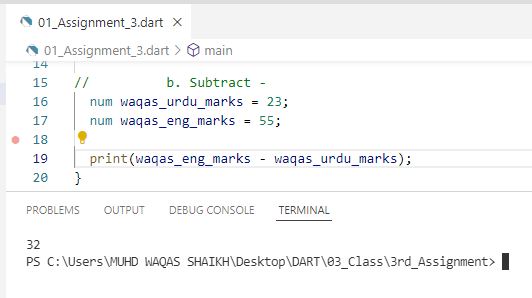 01_Assignment_3.dart ×
01_Assignment_3.dart > main
14
15 // b. Subtract -
16 num waqas_urdu_marks = 23;
17 num waqas_eng_marks = 55;
18
19 print(waqas_eng_marks - waqas_urdu_marks);
20 }
PROBLEMS OUTPUT DEBUG CONSOLE TERMINAL
32
PS C:\Users\MUHD WAQAS SHAIKH\Desktop\DART\03_Class\3rd_Assignment>